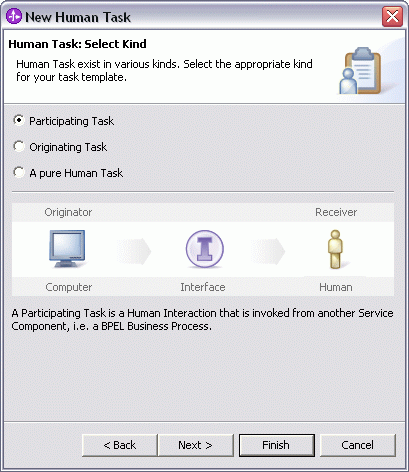 New Human Task
Human Task: Select Kind
Human Task exist in various kinds. Select the appropriate kind
for your task template.
Participating Task
Originating Task
A pure Human Task
Originator Receiver
Computer Interface Human
A Participating Task is a Human Interaction that is invoked from another Service
Component, i.e. a BPEL Business Process.
< Back Next > Finish Cancel